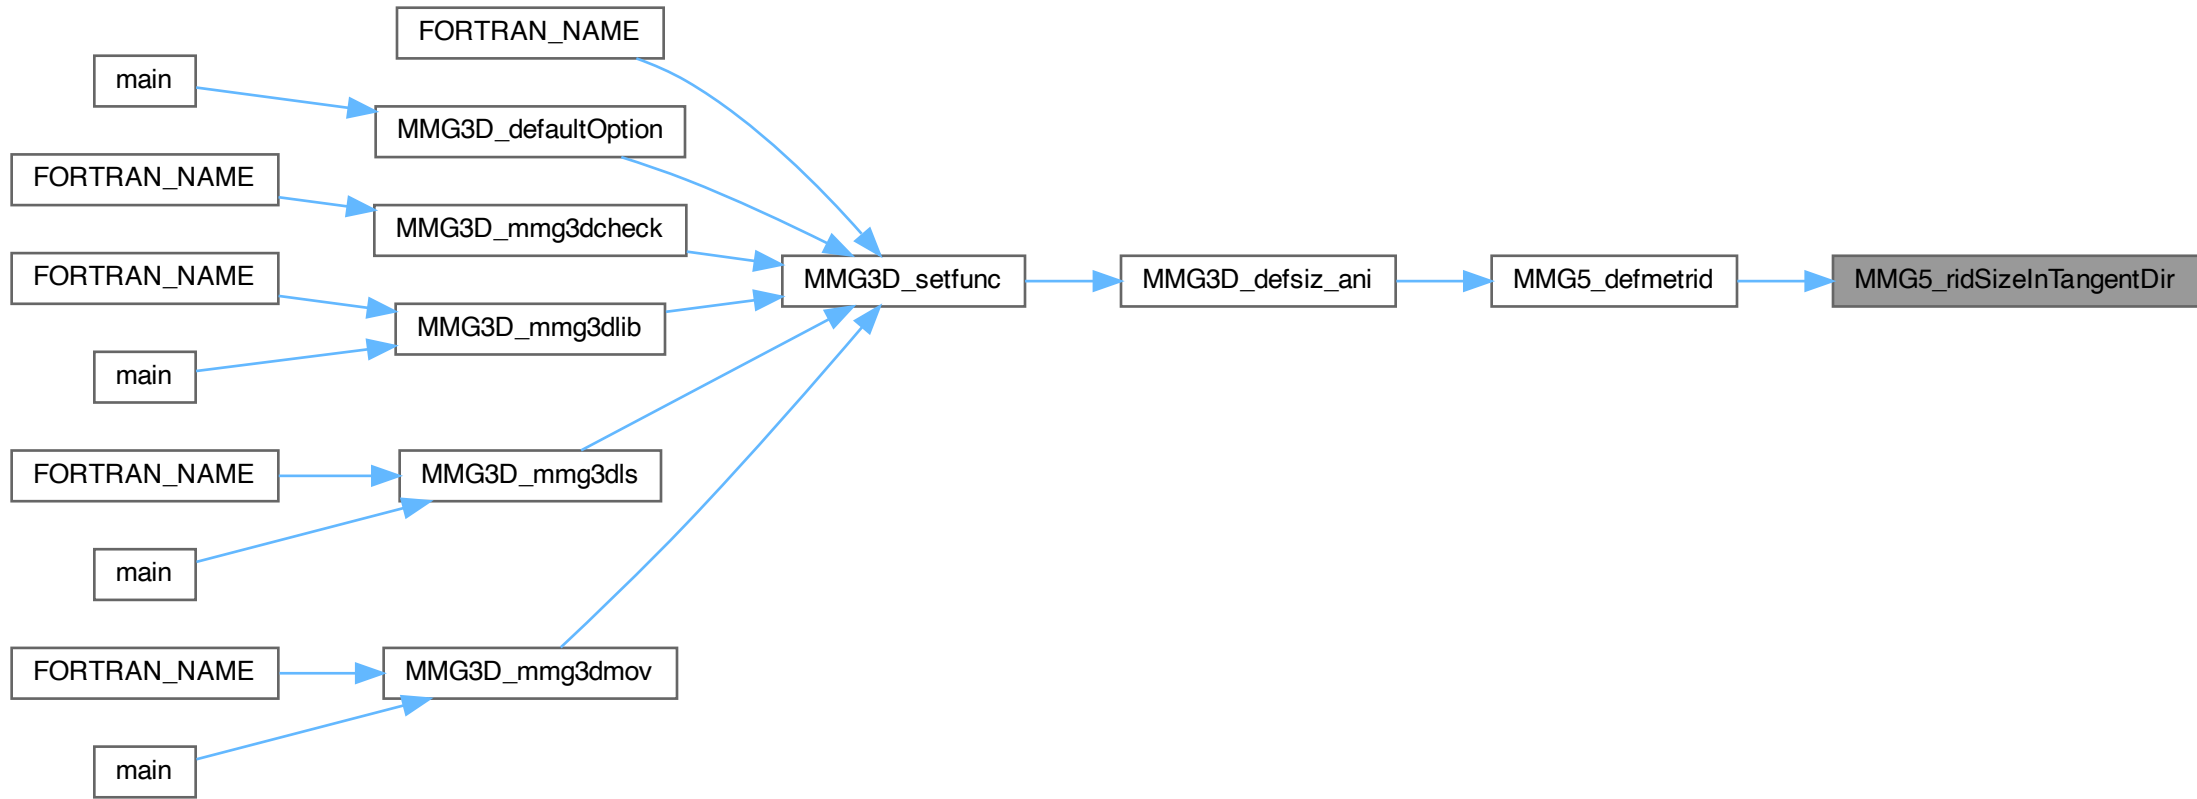 FORTRAN_NAME
main
MMG3D_defaultOption
FORTRAN_NAME
MMG3D_mmg3dcheck
FORTRAN_NAME
MMG3D_setfunc
MMG3D_defsiz_ani
MMG5_defmetrid
MMG5_ridSizeInTangentDir
MMG3D_mmg3dlib
main
FORTRAN_NAME
MMG3D_mmg3dls
main
FORTRAN_NAME
MMG3D_mmg3dmov
main